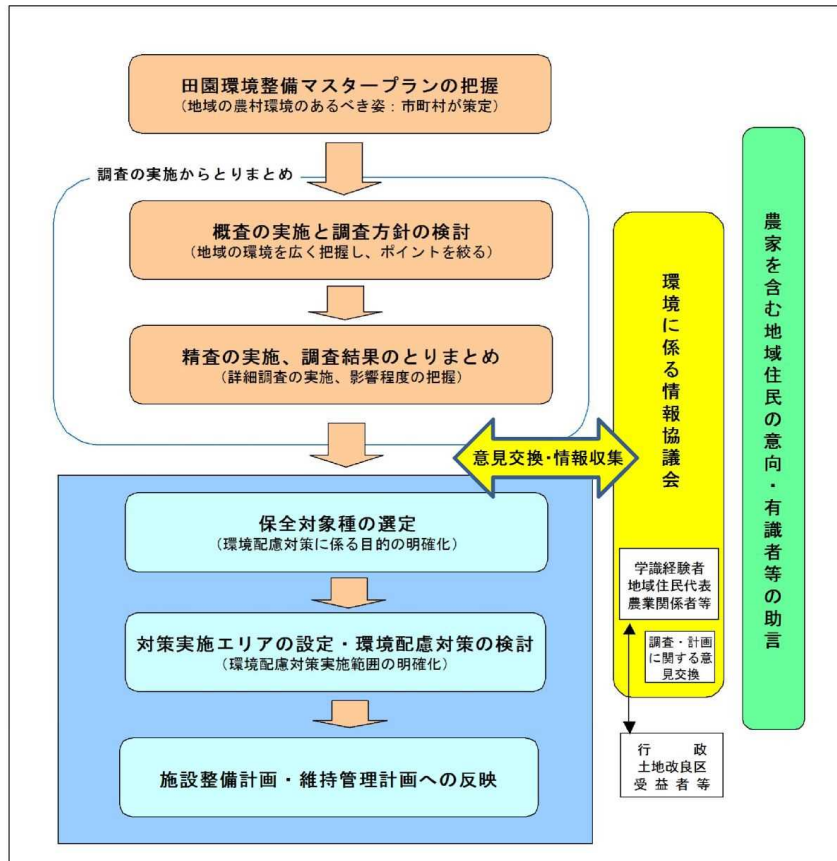 田園環境整備マスタープランの把握
（地域の農村環境のあるべき姿：市町村が策定）
調査の実施からとりまとめ
概査の実施と調査方針の検討
（地域の環境を広く把握し、ポイントを絞る）
精査の実施、調査結果のとりまとめ
（詳細調査の実施、影響程度の把握）
意見交換・情報収集
保全対象種の選定
（環境配慮対策に係る目的の明確化）
対策実施エリアの設定・環境配慮対策の検討
（環境配慮対策実施範囲の明確化）
施設整備計画・維持管理計画への反映
環境に係る情報協議会
学識経験者
地域住民代表
農業関係者等
調査・計画
に関する意
見交換
行　政
土地改良区
受益者等
農家を含む地域住民の意向・有識者等の助言